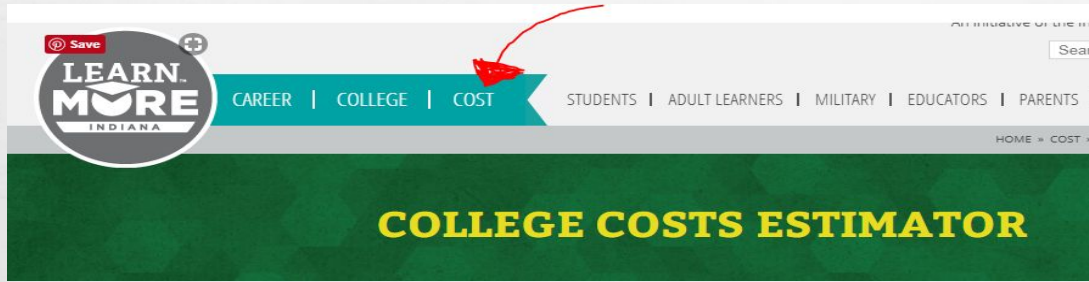 Save
LEARN
MORE
INDIANA
CAREER | COLLEGE | COST
STUDENTS | ADULT LEARNERS | MILITARY | EDUCATORS | PARENTS
HOME » COST »
COLLEGE COSTS ESTIMATOR